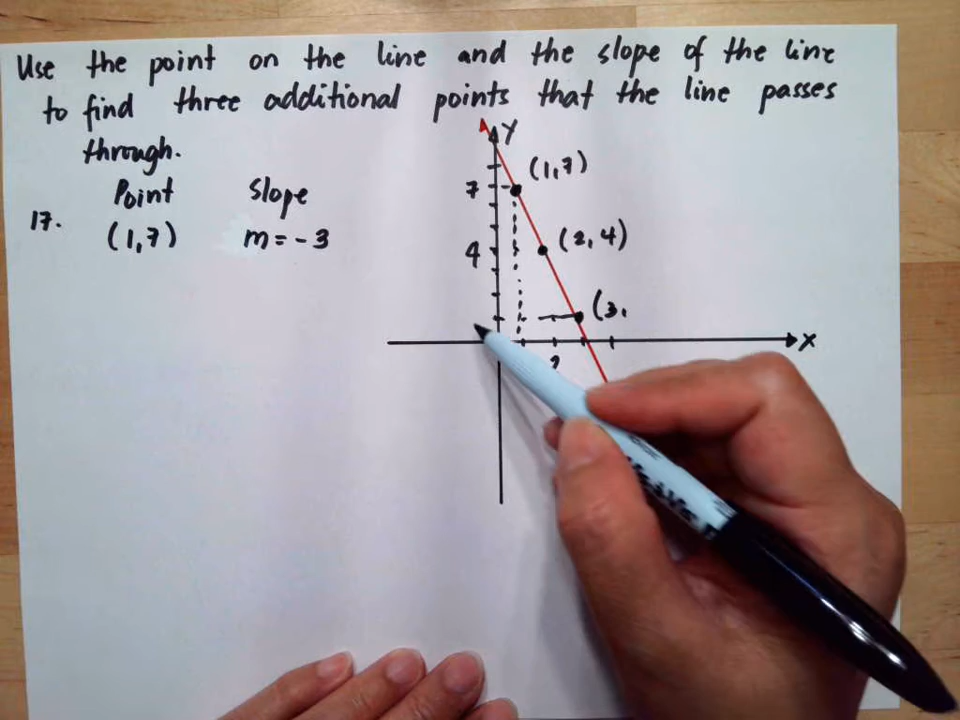 Use the point on the line and the slope of the line
to find three additional points that the line passes
through.
Point Slope
17. (1,7) m = -3
Y
7 (1,7)
4 (2,4)
(3,
X
2